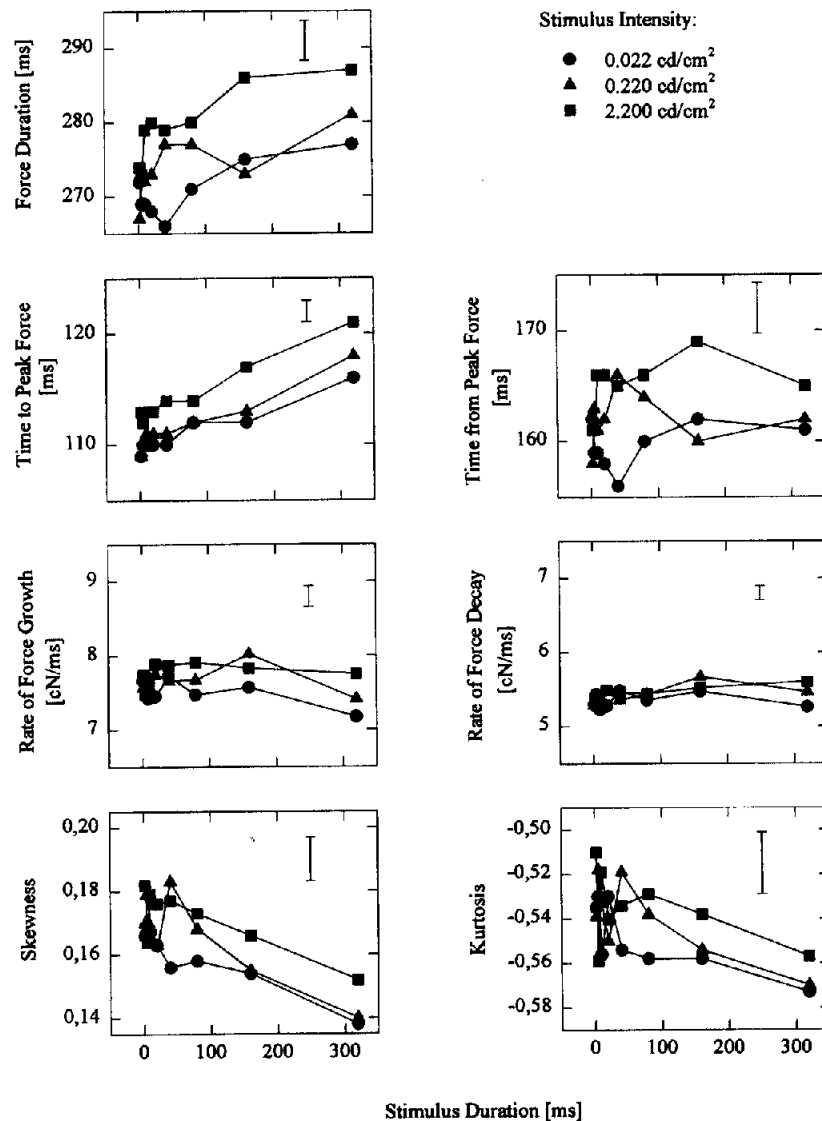 Stimulus Intensity:
0.022 cd/cm²
0.220 cd/cm²
2.200 cd/cm²
Force Duration [ms]
290
280
270
Time to Peak Force
[ms]
120
110
Time from Peak Force
[ms]
170
160
Rate of Force Growth
[cN/ms]
9
8
7
Rate of Force Decay
[cN/ms]
7
6
5
Skewness
0,20
0,18
0,16
0,14
0 100 200 300
Kurtosis
-0,50
-0,52
-0,54
-0,56
-0,58
0 100 200 300
Stimulus Duration [ms]